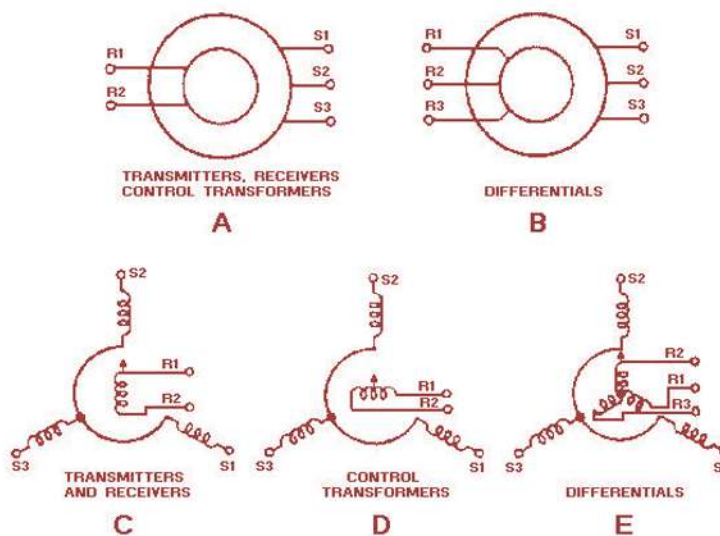 R1
R2
S1
S2
S3
TRANSMITTERS, RECEIVERS
CONTROL TRANSFORMERS
A
R1
R2
R3
S1
S2
S3
DIFFERENTIALS
B
S2
R1
R2
S3
S1
TRANSMITTERS
AND RECEIVERS
C
S2
R1
R2
S3
S1
CONTROL
TRANSFORMERS
D
S2
R2
R1
R3
S3
DIFFERENTIALS
E